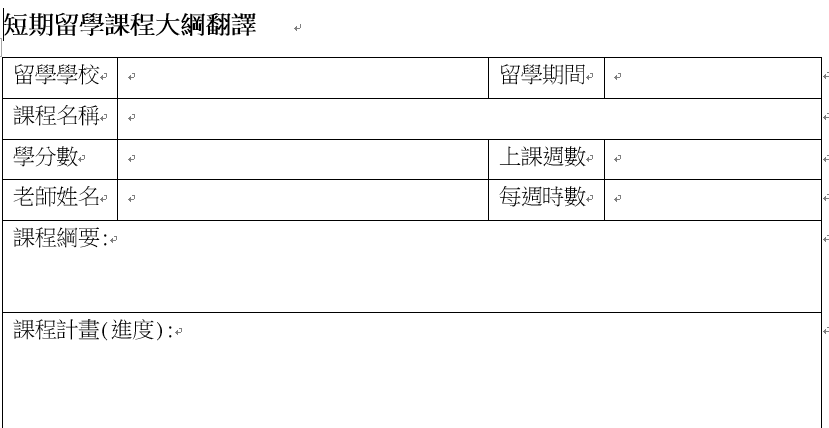 短期留學課程大綱翻譯
留學學校 留學期間
課程名稱
學分數 上課週數
老師姓名 每週時數
課程綱要:
課程計畫(進度):